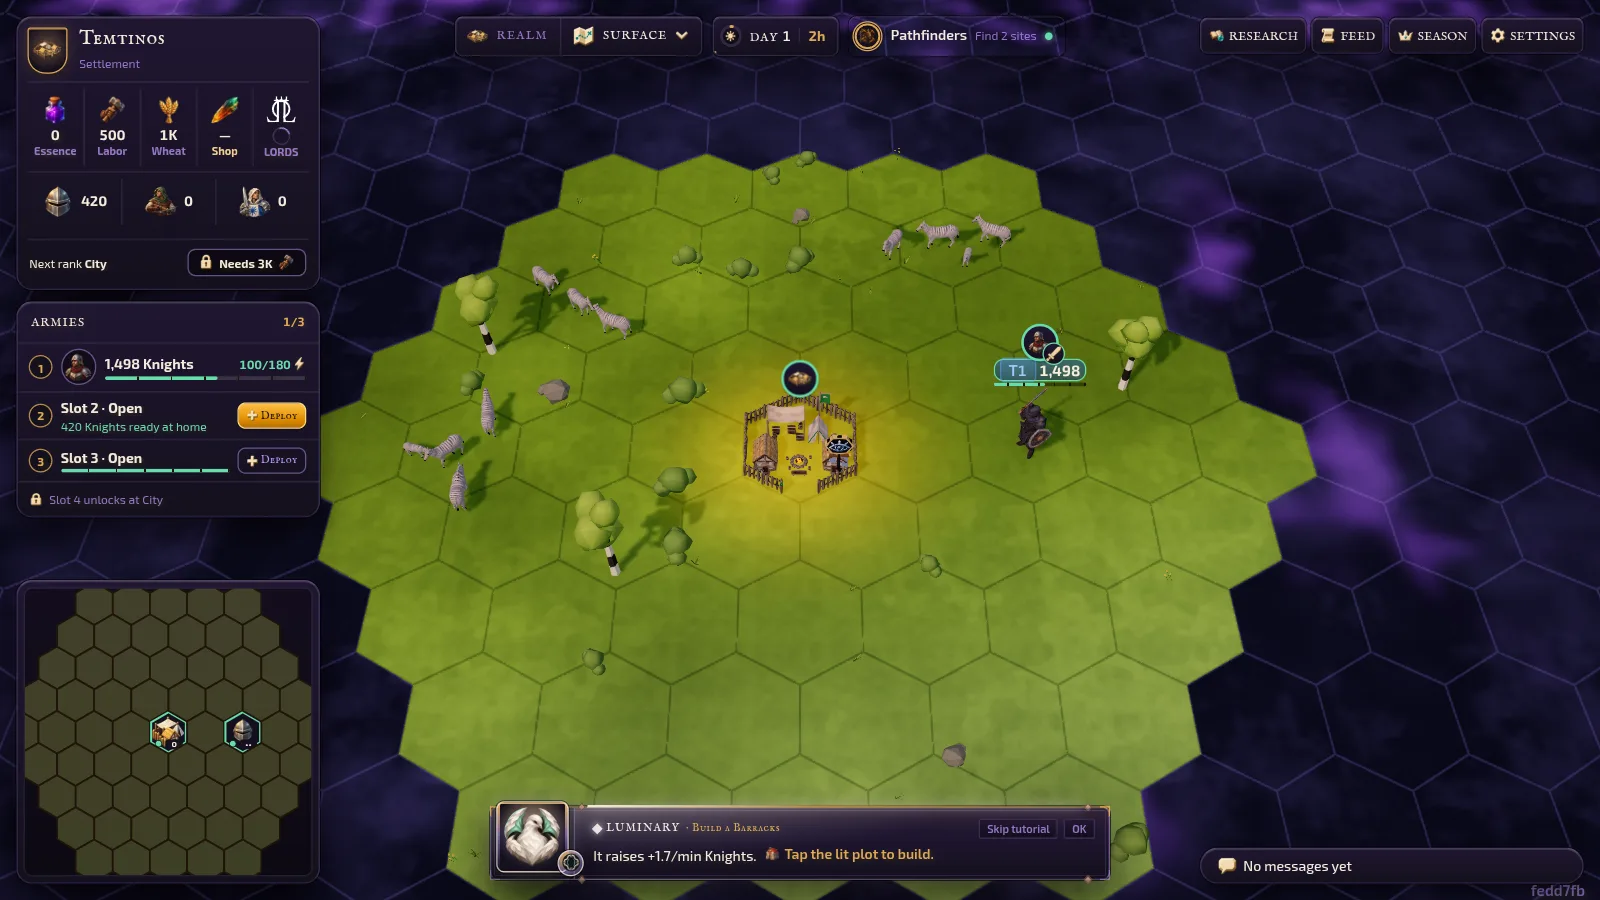 Temtinos
Settlement
0
Essence
500
Labor
1K
Wheat
—
Shop
LORDS
420
0
0
Next rank City
Needs 3K
REALM
SURFACE
DAY 1
2h
Pathfinders
Find 2 sites
RESEARCH
FEED
SEASON
SETTINGS
ARMIES
1/3
1
1,498 Knights
100/180
2
Slot 2 · Open
420 Knights ready at home
+ Deploy
3
Slot 3 · Open
+ Deploy
Slot 4 unlocks at City
T1 1,498
0
..
LUMINARY · Build a Barracks
Skip tutorial
OK
It raises +1.7/min Knights. Tap the lit plot to build.
No messages yet
fedd7fb